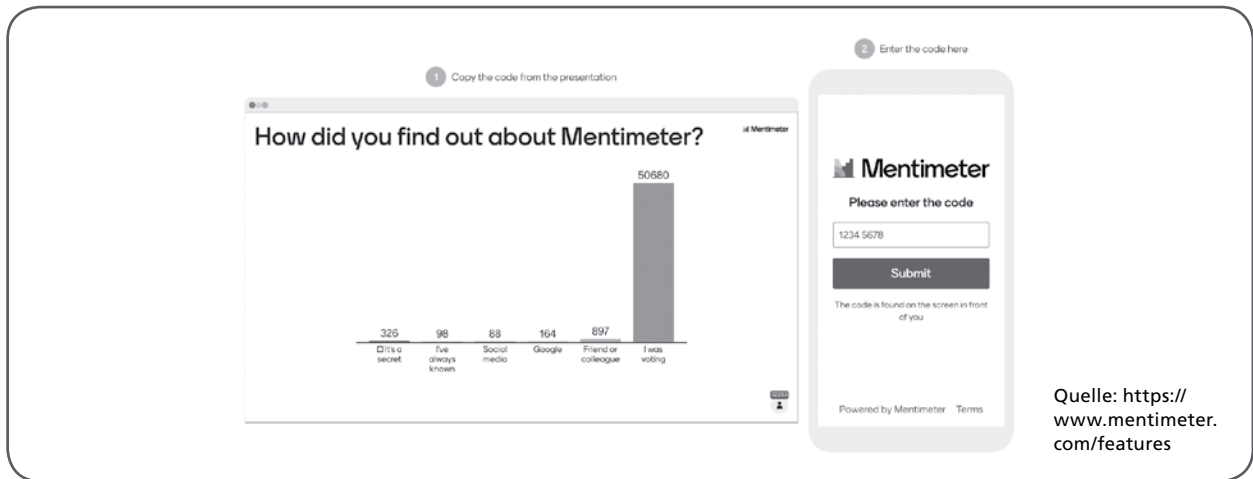 1 Copy the code from the presentation
How did you find out about Mentimeter?
Mentimeter
326
98
88
164
897
50680
It's a
secret
I've
always
known
Social
media
Google
Friend or
colleague
I was
voting
2 Enter the code here
Mentimeter
Please enter the code
1234 5678
Submit
The code is found on the screen in front
of you
Powered by Mentimeter Terms
Quelle: https://
www.mentimeter.
com/features